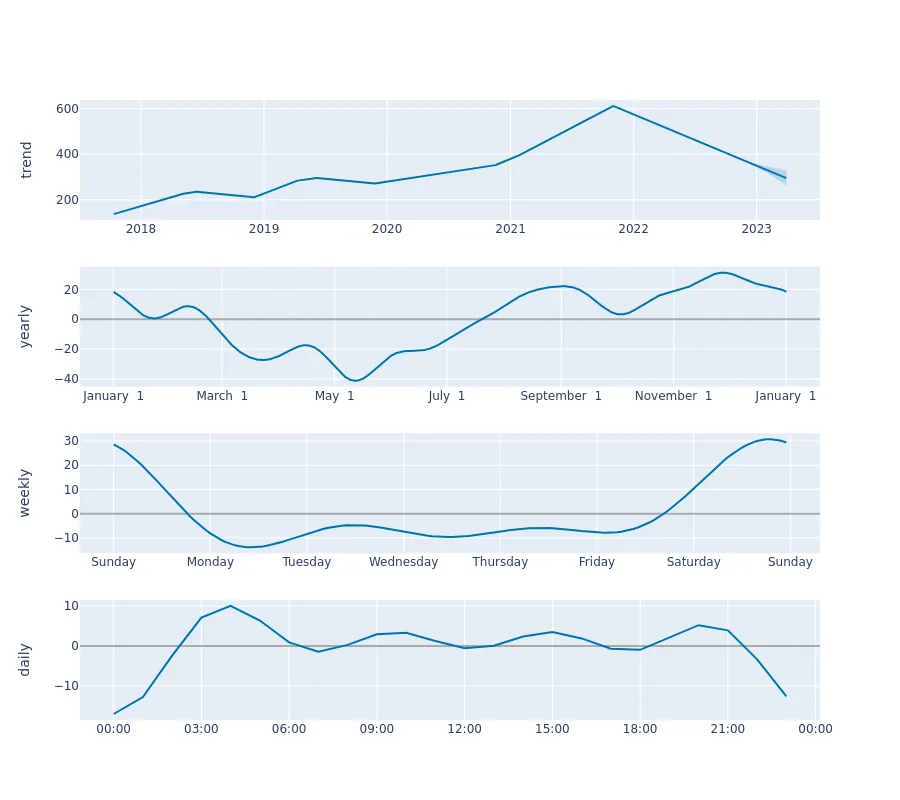 trend
600
400
200
2018 2019 2020 2021 2022 2023
yearly
20
0
−20
−40
January 1 March 1 May 1 July 1 September 1 November 1 January 1
weekly
30
20
10
0
−10
Sunday Monday Tuesday Wednesday Thursday Friday Saturday Sunday
daily
10
0
−10
00:00 03:00 06:00 09:00 12:00 15:00 18:00 21:00 00:00